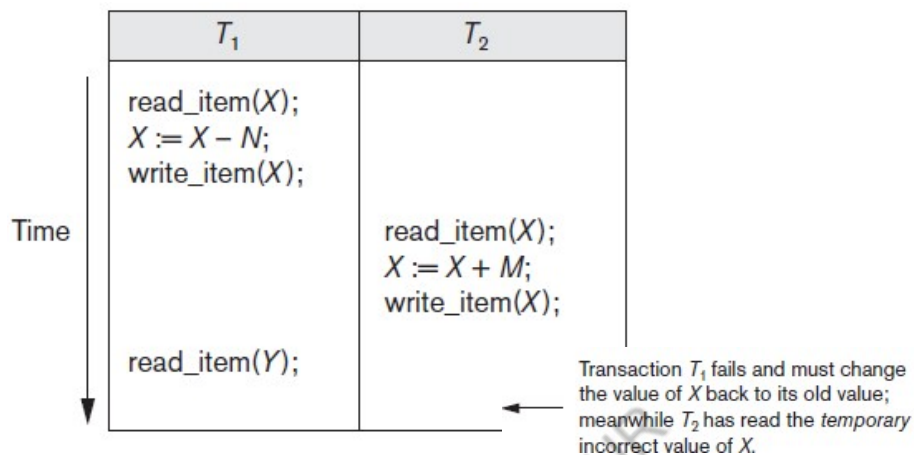 T1 T2
read_item(X);
X := X – N;
write_item(X);
Time
read_item(X);
X := X + M;
write_item(X);
read_item(Y);
Transaction T1 fails and must change
the value of X back to its old value;
meanwhile T2 has read the temporary
incorrect value of X.